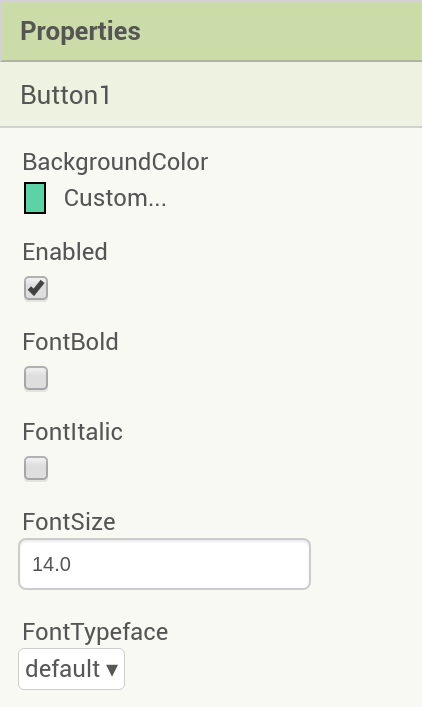 Properties
Button1
BackgroundColor
Custom...
Enabled
FontBold
FontItalic
FontSize
14.0
FontTypeface
default ▾